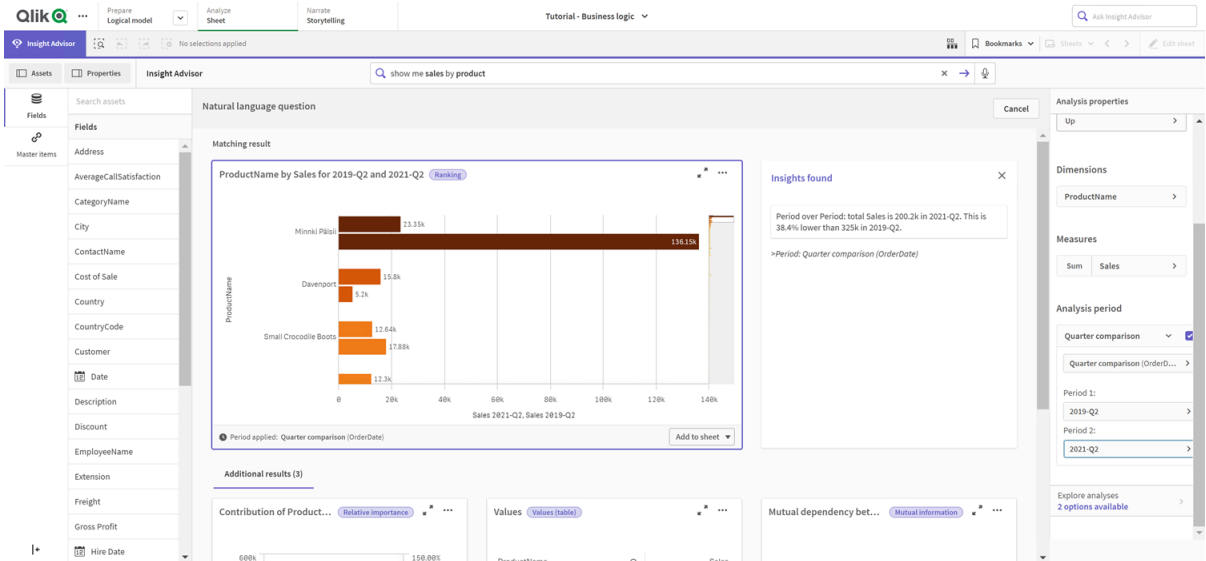 Qlik
Prepare
Logical model
Analyze
Sheet
Narrate
Storytelling
Tutorial - Business logic
Ask Insight Advisor
Insight Advisor
No selections applied
Bookmarks
Sheets
Edit sheet
Assets
Properties
Insight Advisor
show me sales by product
Fields
Master items
Search assets
Fields
Address
AverageCallSatisfaction
CategoryName
City
ContactName
Cost of Sale
Country
CountryCode
Customer
Date
Description
Discount
EmployeeName
Extension
Freight
Gross Profit
Hire Date
Natural language question
Cancel
Matching result
ProductName by Sales for 2019-Q2 and 2021-Q2 Ranking
ProductName
Minnki Pälsii
23.35k
136.15k
Davenport
15.8k
5.2k
Small Crocodile Boots
12.64k
17.88k
12.3k
0 20k 40k 60k 80k 100k 120k 140k
Sales 2021-Q2, Sales 2019-Q2
Period applied: Quarter comparison (OrderDate)
Add to sheet
Insights found
Period over Period: total Sales is 200.2k in 2021-Q2. This is
38.4% lower than 325k in 2019-Q2.
>Period: Quarter comparison (OrderDate)
Additional results (3)
Contribution of Product... Relative importance
600k 150.00%
Values Values (table)
ProductName Sales
Mutual dependency bet... Mutual information
Analysis properties
Up
Dimensions
ProductName
Measures
Sum Sales
Analysis period
Quarter comparison
Quarter comparison (OrderD...
Period 1:
2019-Q2
Period 2:
2021-Q2
Explore analyses
2 options available